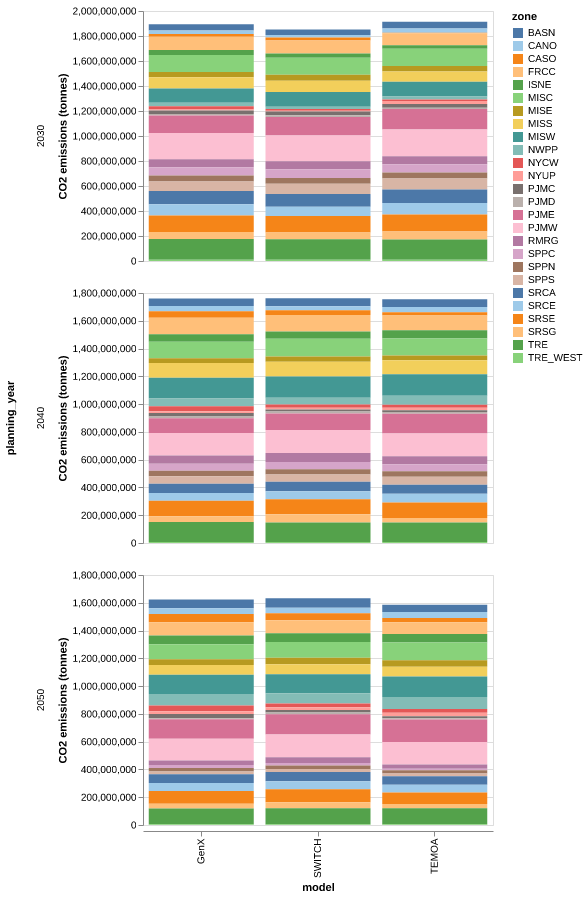 zone
BASN
CANO
CASO
FRCC
ISNE
MISC
MISE
MISS
MISW
NWPP
NYCW
NYUP
PJMC
PJMD
PJME
PJMW
RMRG
SPPC
SPPN
SPPS
SRCA
SRCE
SRSE
SRSG
TRE
TRE_WEST
planning_year
2030
CO2 emissions (tonnes)
2,000,000,000
1,800,000,000
1,600,000,000
1,400,000,000
1,200,000,000
1,000,000,000
800,000,000
600,000,000
400,000,000
200,000,000
0
2040
CO2 emissions (tonnes)
1,800,000,000
1,600,000,000
1,400,000,000
1,200,000,000
1,000,000,000
800,000,000
600,000,000
400,000,000
200,000,000
0
2050
CO2 emissions (tonnes)
1,800,000,000
1,600,000,000
1,400,000,000
1,200,000,000
1,000,000,000
800,000,000
600,000,000
400,000,000
200,000,000
0
GenX
SWITCH
TEMOA
model